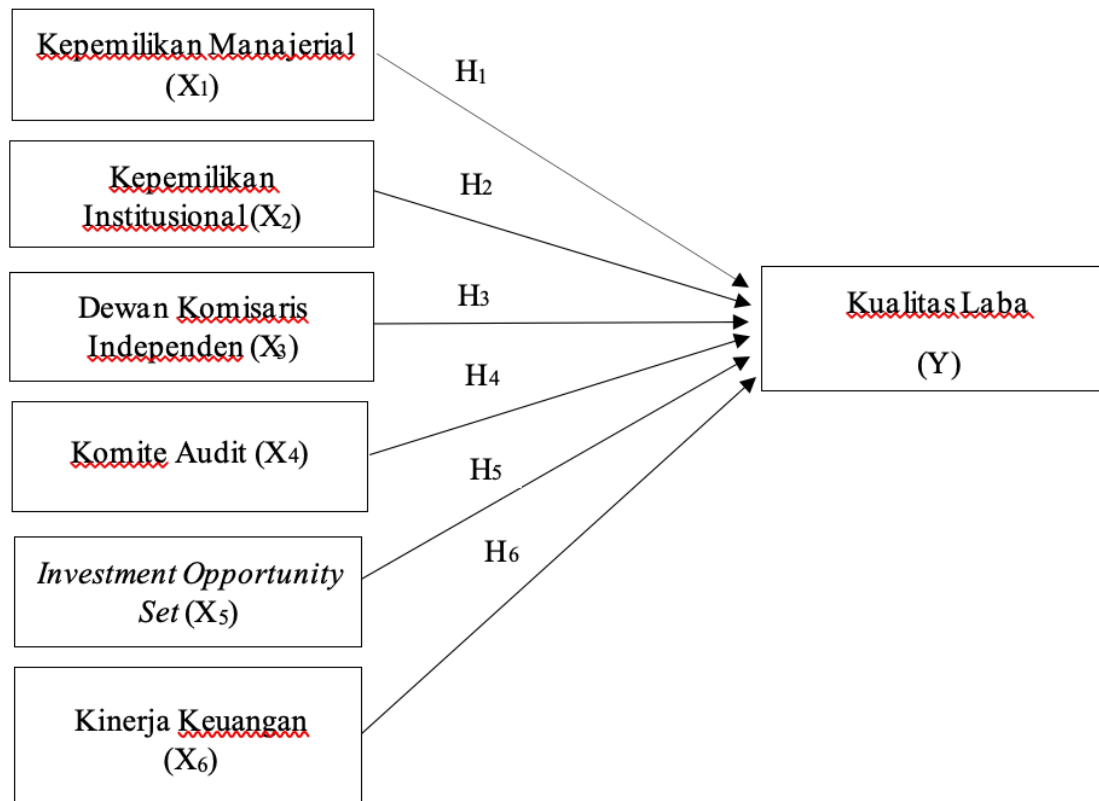 Kepemilikan Manajerial
(X1)
H1
Kepemilikan
Institusional (X2)
H2
Dewan Komisaris
Independen (X3)
H3
Kualitas Laba
(Y)
Komite Audit (X4)
H4
Investment Opportunity
Set (X5)
H5
Kinerja Keuangan
(X6)
H6